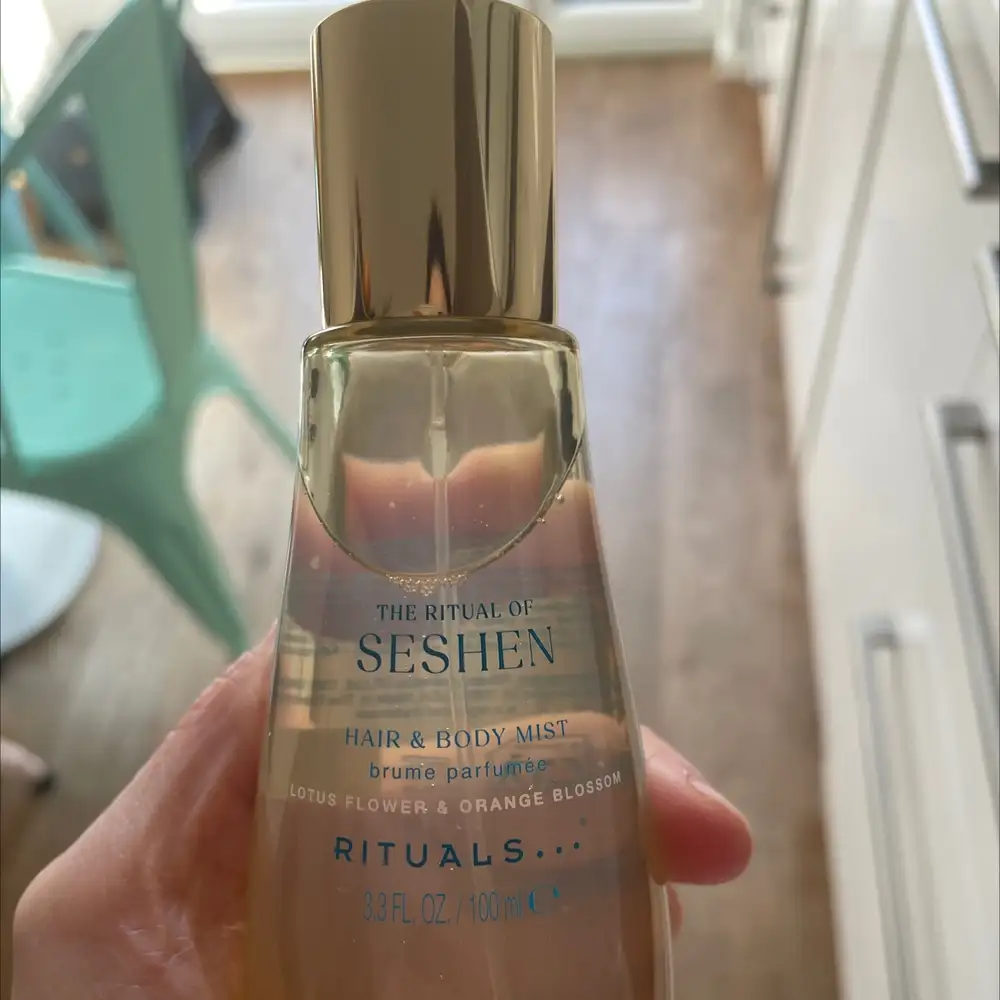 THE RITUAL OF
SESHEN
HAIR & BODY MIST
brume parfumée
LOTUS FLOWER & ORANGE BLOSSOM
RITUALS...
3.3 FL. OZ. / 100 ml ℮